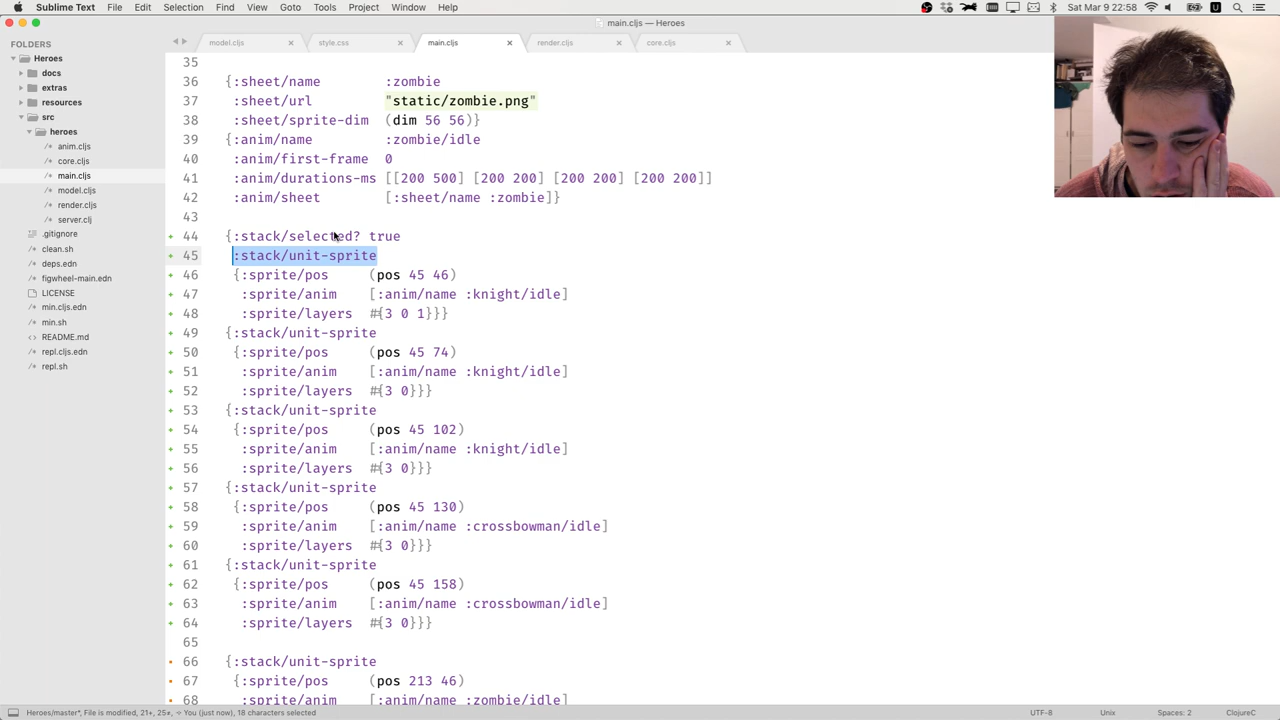 Sublime Text File Edit Selection Find View Goto Tools Project Window Help Sat Mar 9 22:58
main.cljs — Heroes
FOLDERS
Heroes
docs
extras
resources
src
heroes
anim.cljs
core.cljs
main.cljs
model.cljs
render.cljs
server.clj
.gitignore
clean.sh
deps.edn
figwheel-main.edn
LICENSE
min.cljs.edn
min.sh
README.md
repl.cljs.edn
repl.sh
model.cljs style.css main.cljs render.cljs core.cljs
35
36 {:sheet/name :zombie
37 :sheet/url "static/zombie.png"
38 :sheet/sprite-dim (dim 56 56)}
39 {:anim/name :zombie/idle
40 :anim/first-frame 0
41 :anim/durations-ms [[200 500] [200 200] [200 200] [200 200]]
42 :anim/sheet [:sheet/name :zombie]}
43
44 {:stack/selected? true
45 :stack/unit-sprite
46 {:sprite/pos (pos 45 46)
47 :sprite/anim [:anim/name :knight/idle]
48 :sprite/layers #{3 0 1}}}
49 {:stack/unit-sprite
50 {:sprite/pos (pos 45 74)
51 :sprite/anim [:anim/name :knight/idle]
52 :sprite/layers #{3 0}}}
53 {:stack/unit-sprite
54 {:sprite/pos (pos 45 102)
55 :sprite/anim [:anim/name :knight/idle]
56 :sprite/layers #{3 0}}}
57 {:stack/unit-sprite
58 {:sprite/pos (pos 45 130)
59 :sprite/anim [:anim/name :crossbowman/idle]
60 :sprite/layers #{3 0}}}
61 {:stack/unit-sprite
62 {:sprite/pos (pos 45 158)
63 :sprite/anim [:anim/name :crossbowman/idle]
64 :sprite/layers #{3 0}}}
65
66 {:stack/unit-sprite
67 {:sprite/pos (pos 213 46)
68 :sprite/anim [:anim/name :zombie/idle]
Heroes/master*, File is modified, 21+, 25≠, ← You (just now), 18 characters selected UTF-8 Unix Spaces: 2 ClojureC